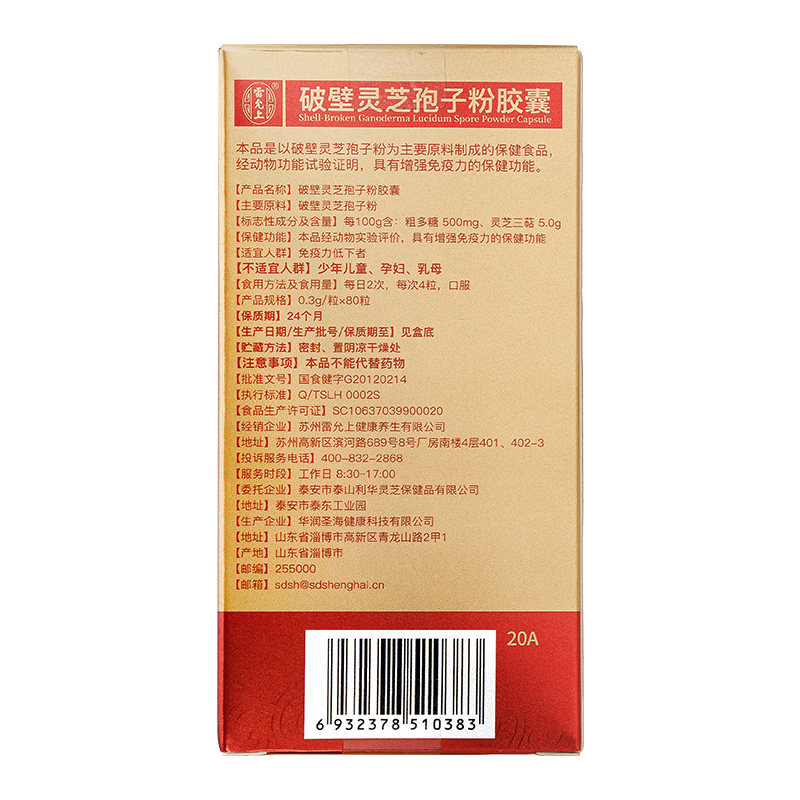 雷允上®
破壁灵芝孢子粉胶囊
Shell-Broken Ganoderma Lucidum Spore Powder Capsule
本品是以破壁灵芝孢子粉为主要原料制成的保健食品,
经动物功能试验证明,具有增强免疫力的保健功能。
【产品名称】破壁灵芝孢子粉胶囊
【主要原料】破壁灵芝孢子粉
【标志性成分及含量】每100g含:粗多糖 500mg、灵芝三萜 5.0g
【保健功能】本品经动物实验评价,具有增强免疫力的保健功能
【适宜人群】免疫力低下者
【不适宜人群】少年儿童、孕妇、乳母
【食用方法及食用量】每日2次,每次4粒,口服
【产品规格】0.3g/粒×80粒
【保质期】24个月
【生产日期/生产批号/保质期至】见盒底
【贮藏方法】密封、置阴凉干燥处
【注意事项】本品不能代替药物
【批准文号】国食健字G20120214
【执行标准】Q/TSLH 0002S
【食品生产许可证】SC10637039900020
【经销企业】苏州雷允上健康养生有限公司
【地址】苏州高新区滨河路689号8号厂房南楼4层401、402-3
【投诉服务电话】400-832-2868
【服务时段】工作日 8:30-17:00
【委托企业】泰安市泰山利华灵芝保健品有限公司
【地址】泰安市泰东工业园
【生产企业】华润圣海健康科技有限公司
【地址】山东省淄博市高新区青龙山路2甲1
【产地】山东省淄博市
【邮编】255000
【邮箱】sdsh@sdshenghai.cn
20A
6 932378 510383